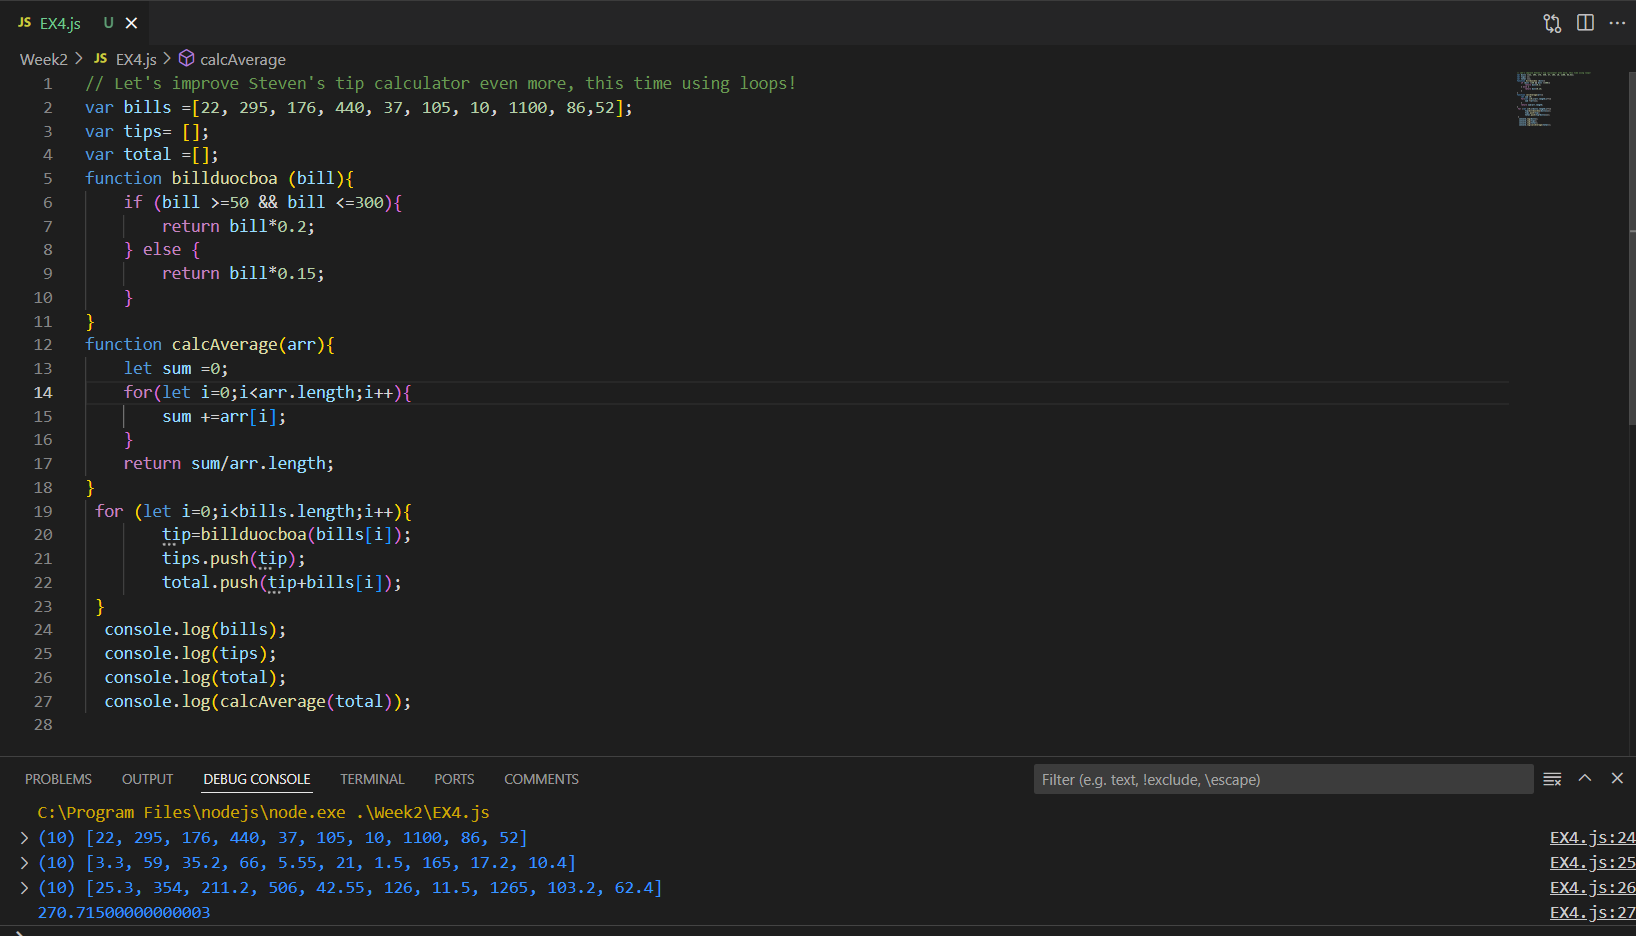 JS EX4.js U
Week2 > JS EX4.js > calcAverage
1 // Let's improve Steven's tip calculator even more, this time using loops!
2 var bills =[22, 295, 176, 440, 37, 105, 10, 1100, 86,52];
3 var tips= [];
4 var total =[];
5 function billduocboa (bill){
6 if (bill >=50 && bill <=300){
7 return bill*0.2;
8 } else {
9 return bill*0.15;
10 }
11 }
12 function calcAverage(arr){
13 let sum =0;
14 for(let i=0;i<arr.length;i++){
15 sum +=arr[i];
16 }
17 return sum/arr.length;
18 }
19 for (let i=0;i<bills.length;i++){
20 tip=billduocboa(bills[i]);
21 tips.push(tip);
22 total.push(tip+bills[i]);
23 }
24 console.log(bills);
25 console.log(tips);
26 console.log(total);
27 console.log(calcAverage(total));
28
PROBLEMS OUTPUT DEBUG CONSOLE TERMINAL PORTS COMMENTS Filter (e.g. text, !exclude, \escape)
C:\Program Files\nodejs\node.exe .\Week2\EX4.js
> (10) [22, 295, 176, 440, 37, 105, 10, 1100, 86, 52] EX4.js:24
> (10) [3.3, 59, 35.2, 66, 5.55, 21, 1.5, 165, 17.2, 10.4] EX4.js:25
> (10) [25.3, 354, 211.2, 506, 42.55, 126, 11.5, 1265, 103.2, 62.4] EX4.js:26
270.71500000000003 EX4.js:27